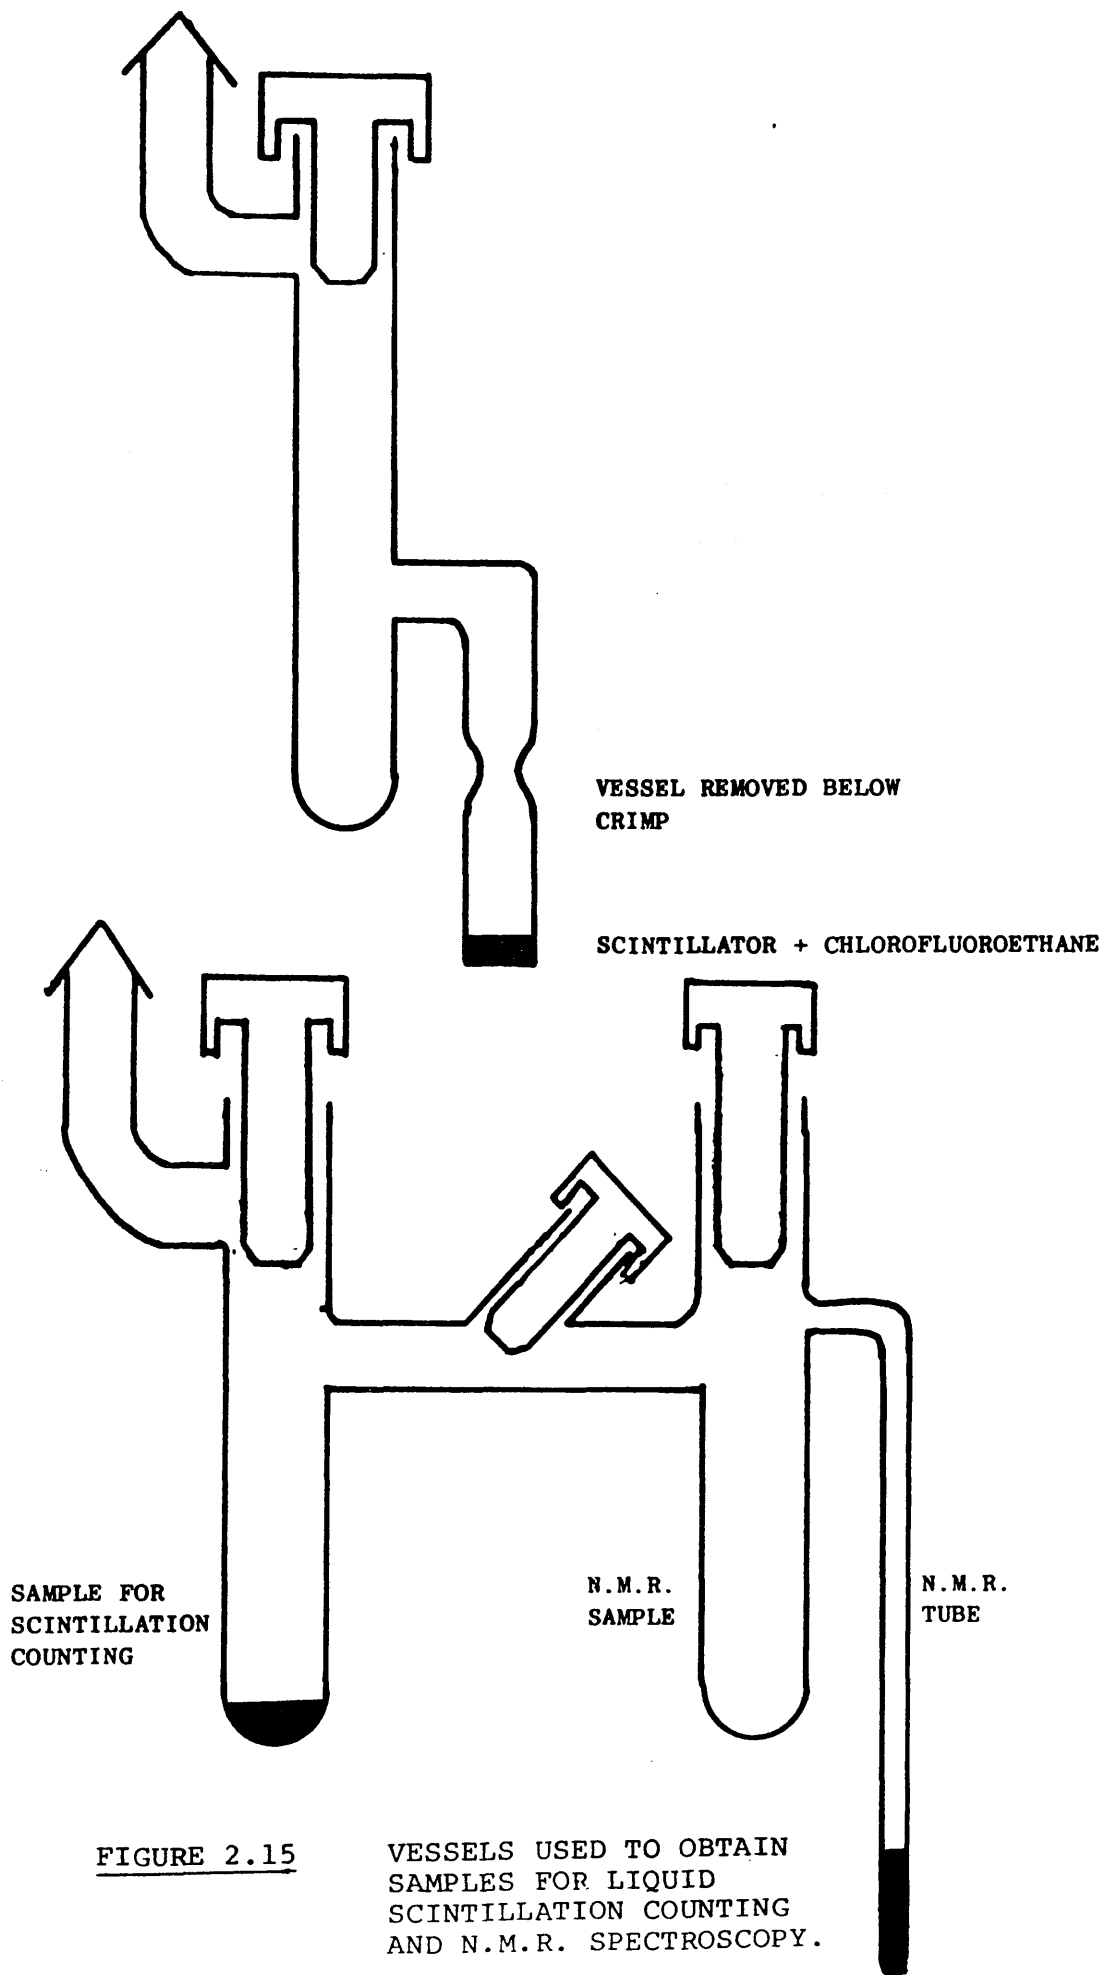 VESSEL REMOVED BELOW
CRIMP
SCINTILLATOR + CHLOROFLUOROETHANE
SAMPLE FOR
SCINTILLATION
COUNTING
N.M.R.
SAMPLE
N.M.R.
TUBE
FIGURE 2.15
VESSELS USED TO OBTAIN
SAMPLES FOR LIQUID
SCINTILLATION COUNTING
AND N.M.R. SPECTROSCOPY.